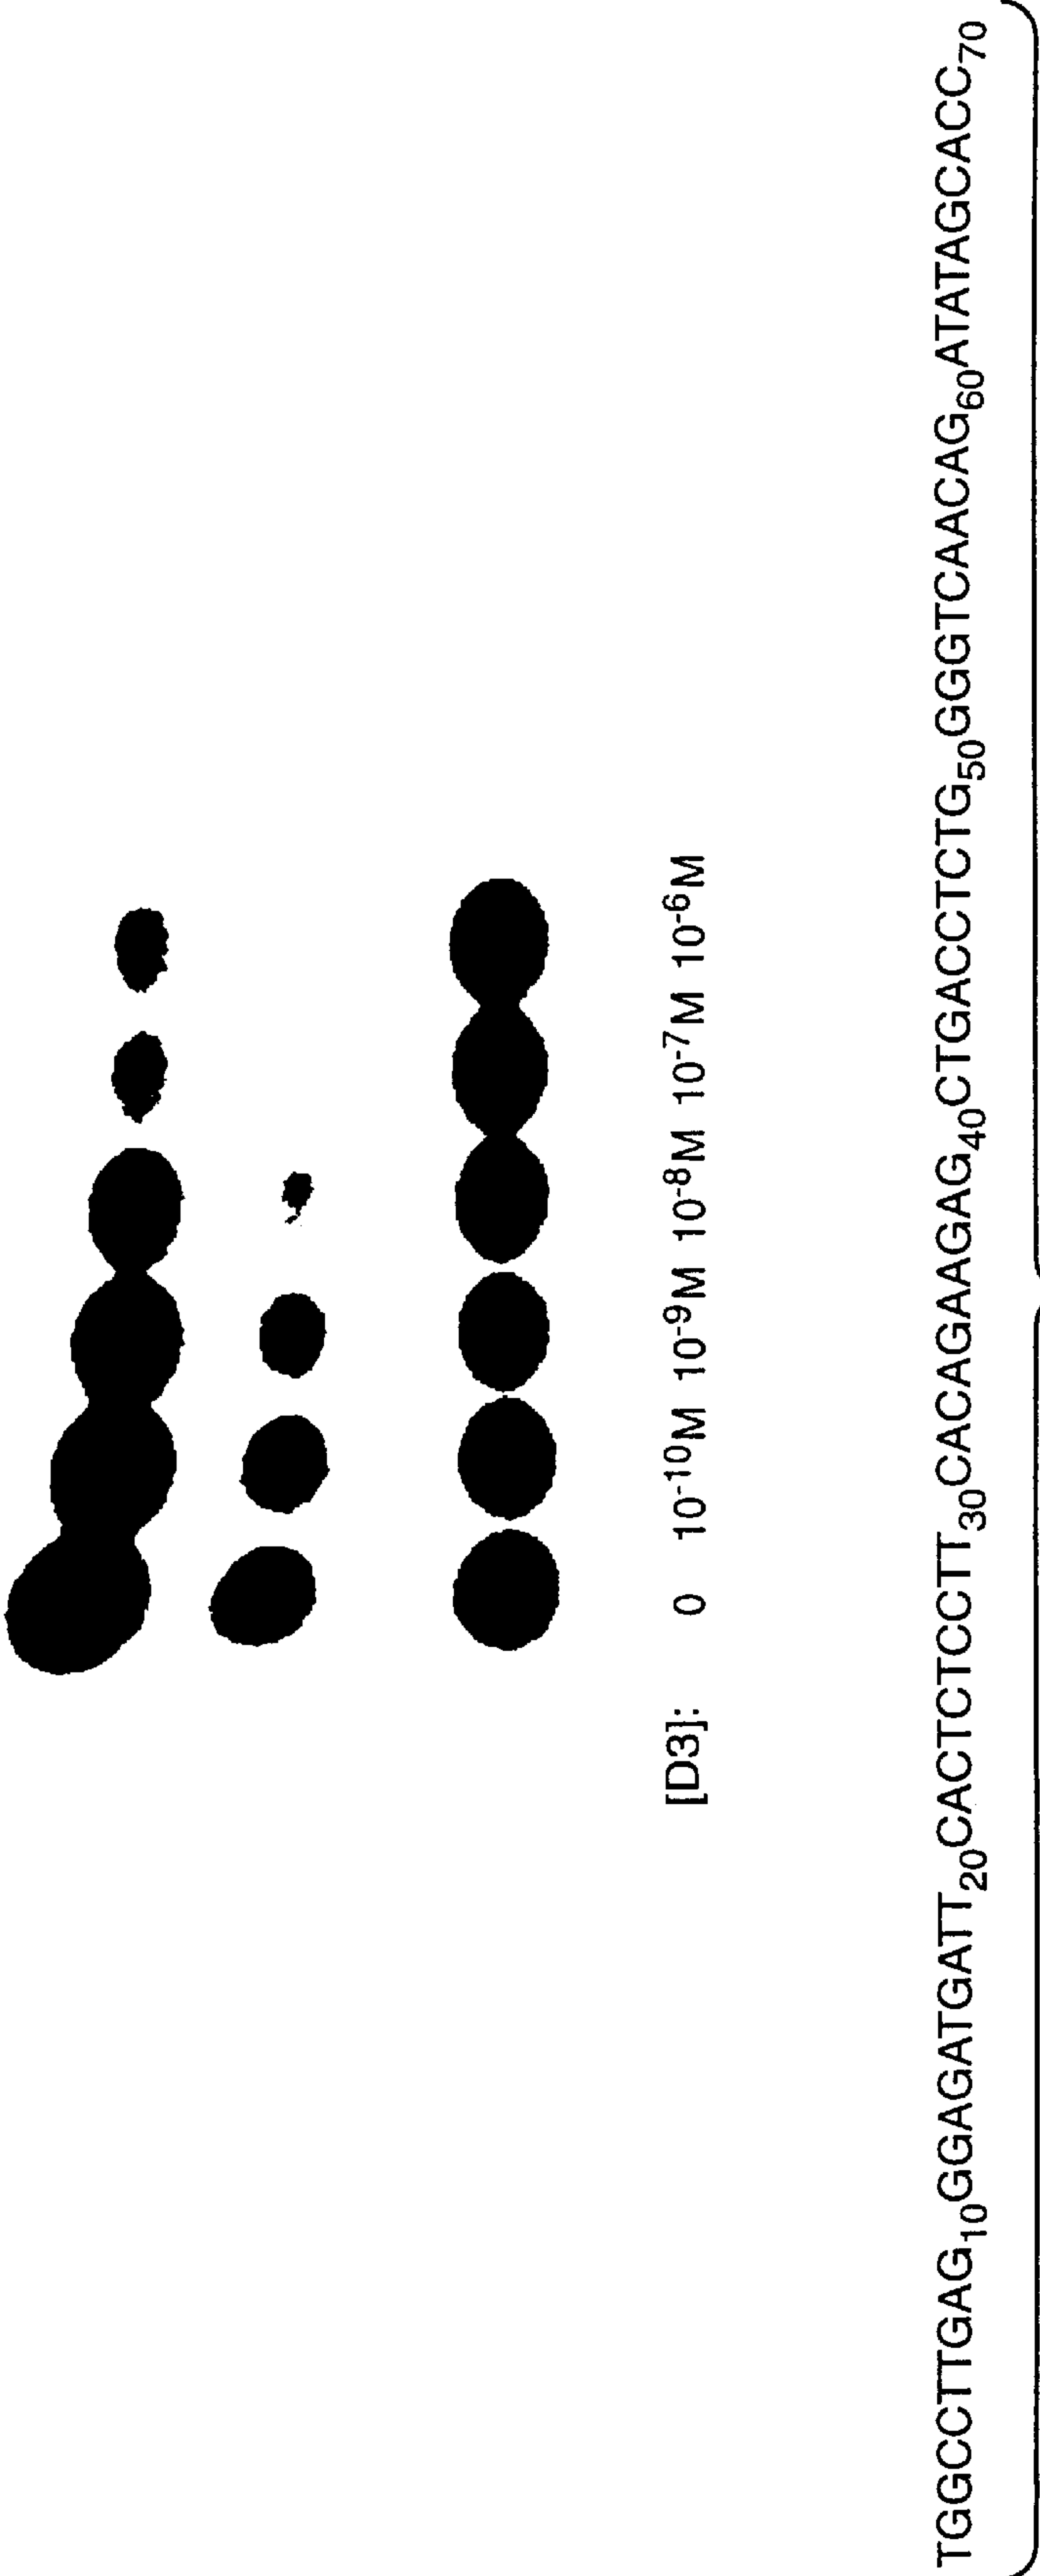 [D3]: 0 10⁻¹⁰M 10⁻⁹M 10⁻⁸M 10⁻⁷M 10⁻⁶M
TGGCCTTGAG₁₀GGAGATGATT₂₀CACTCTCCTT₃₀CACAGAAGAG₄₀CTGACCTCTG₅₀GGGTCAACAG₆₀ATATAGCACC₇₀